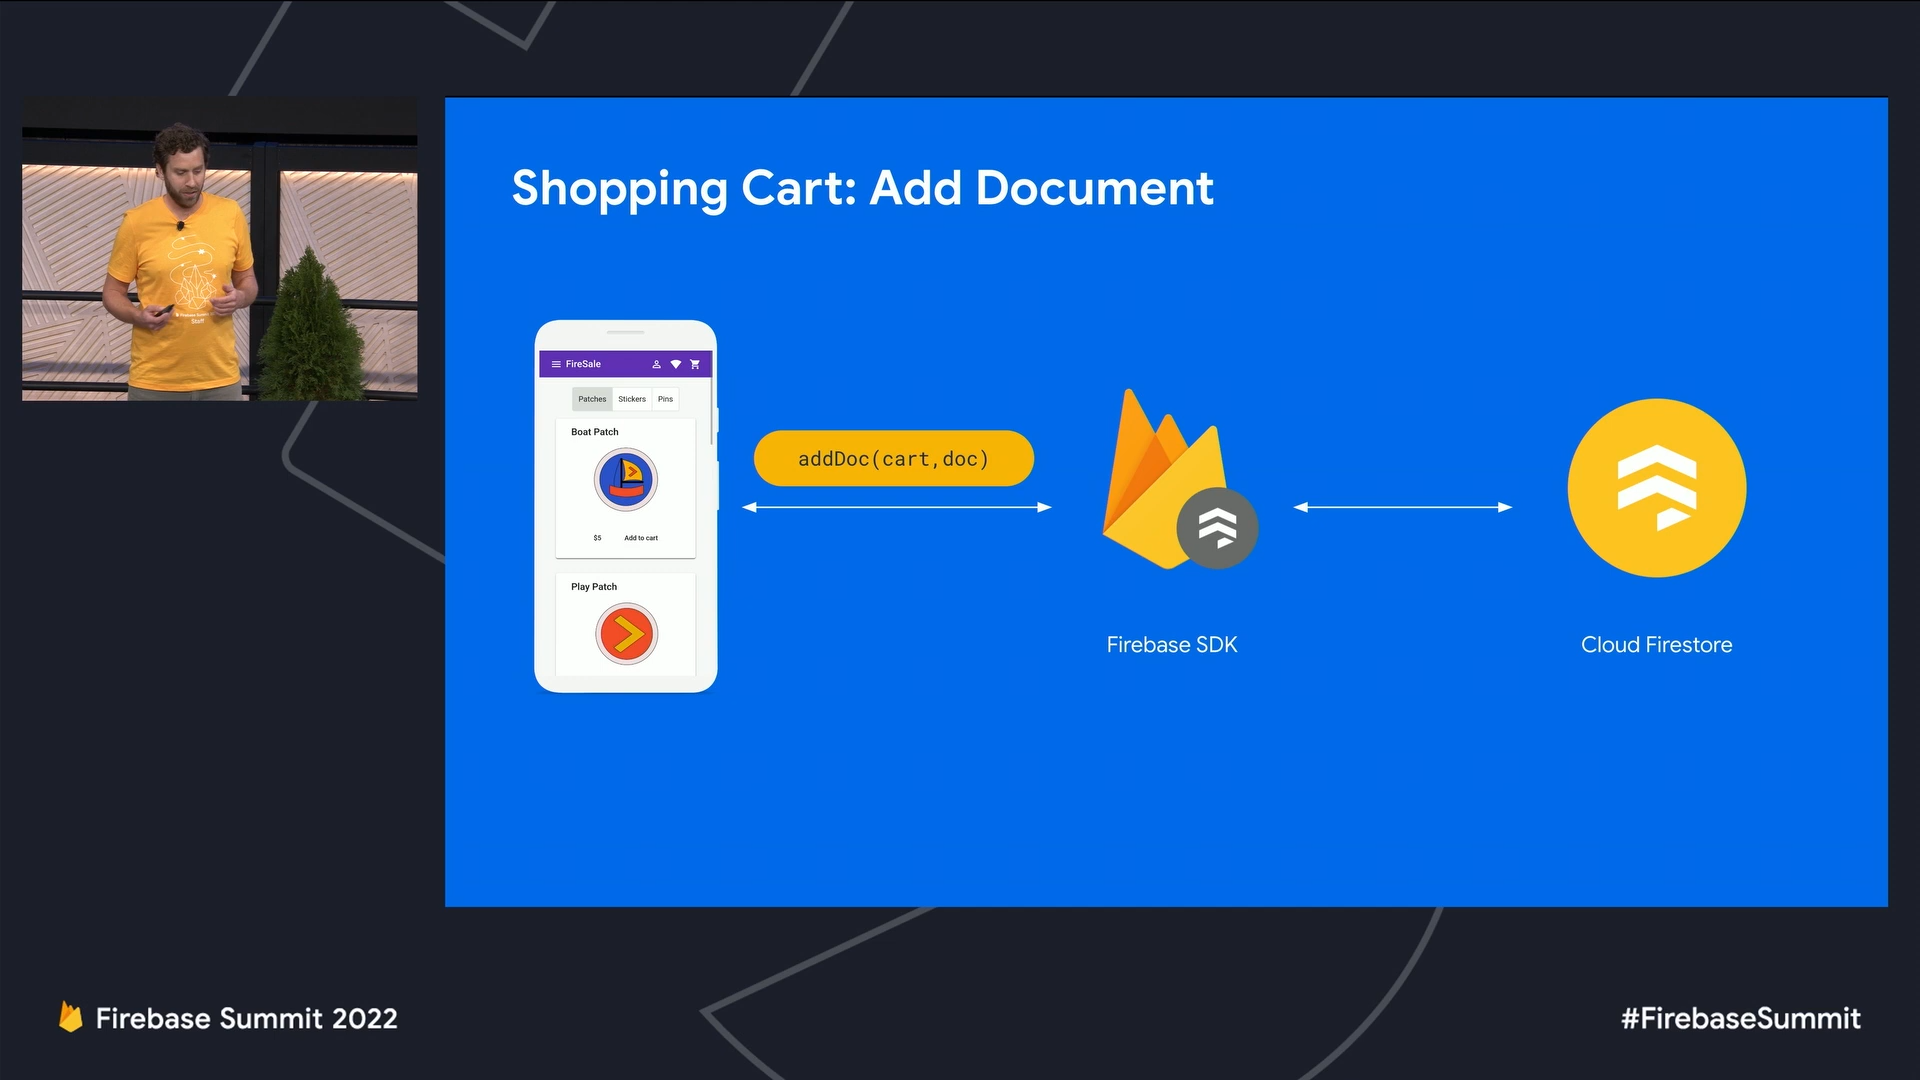 Shopping Cart: Add Document
FireSale
Patches Stickers Pins
Boat Patch
$5 Add to cart
Play Patch
addDoc(cart,doc)
Firebase SDK
Cloud Firestore
Staff
Firebase Summit 2022
#FirebaseSummit